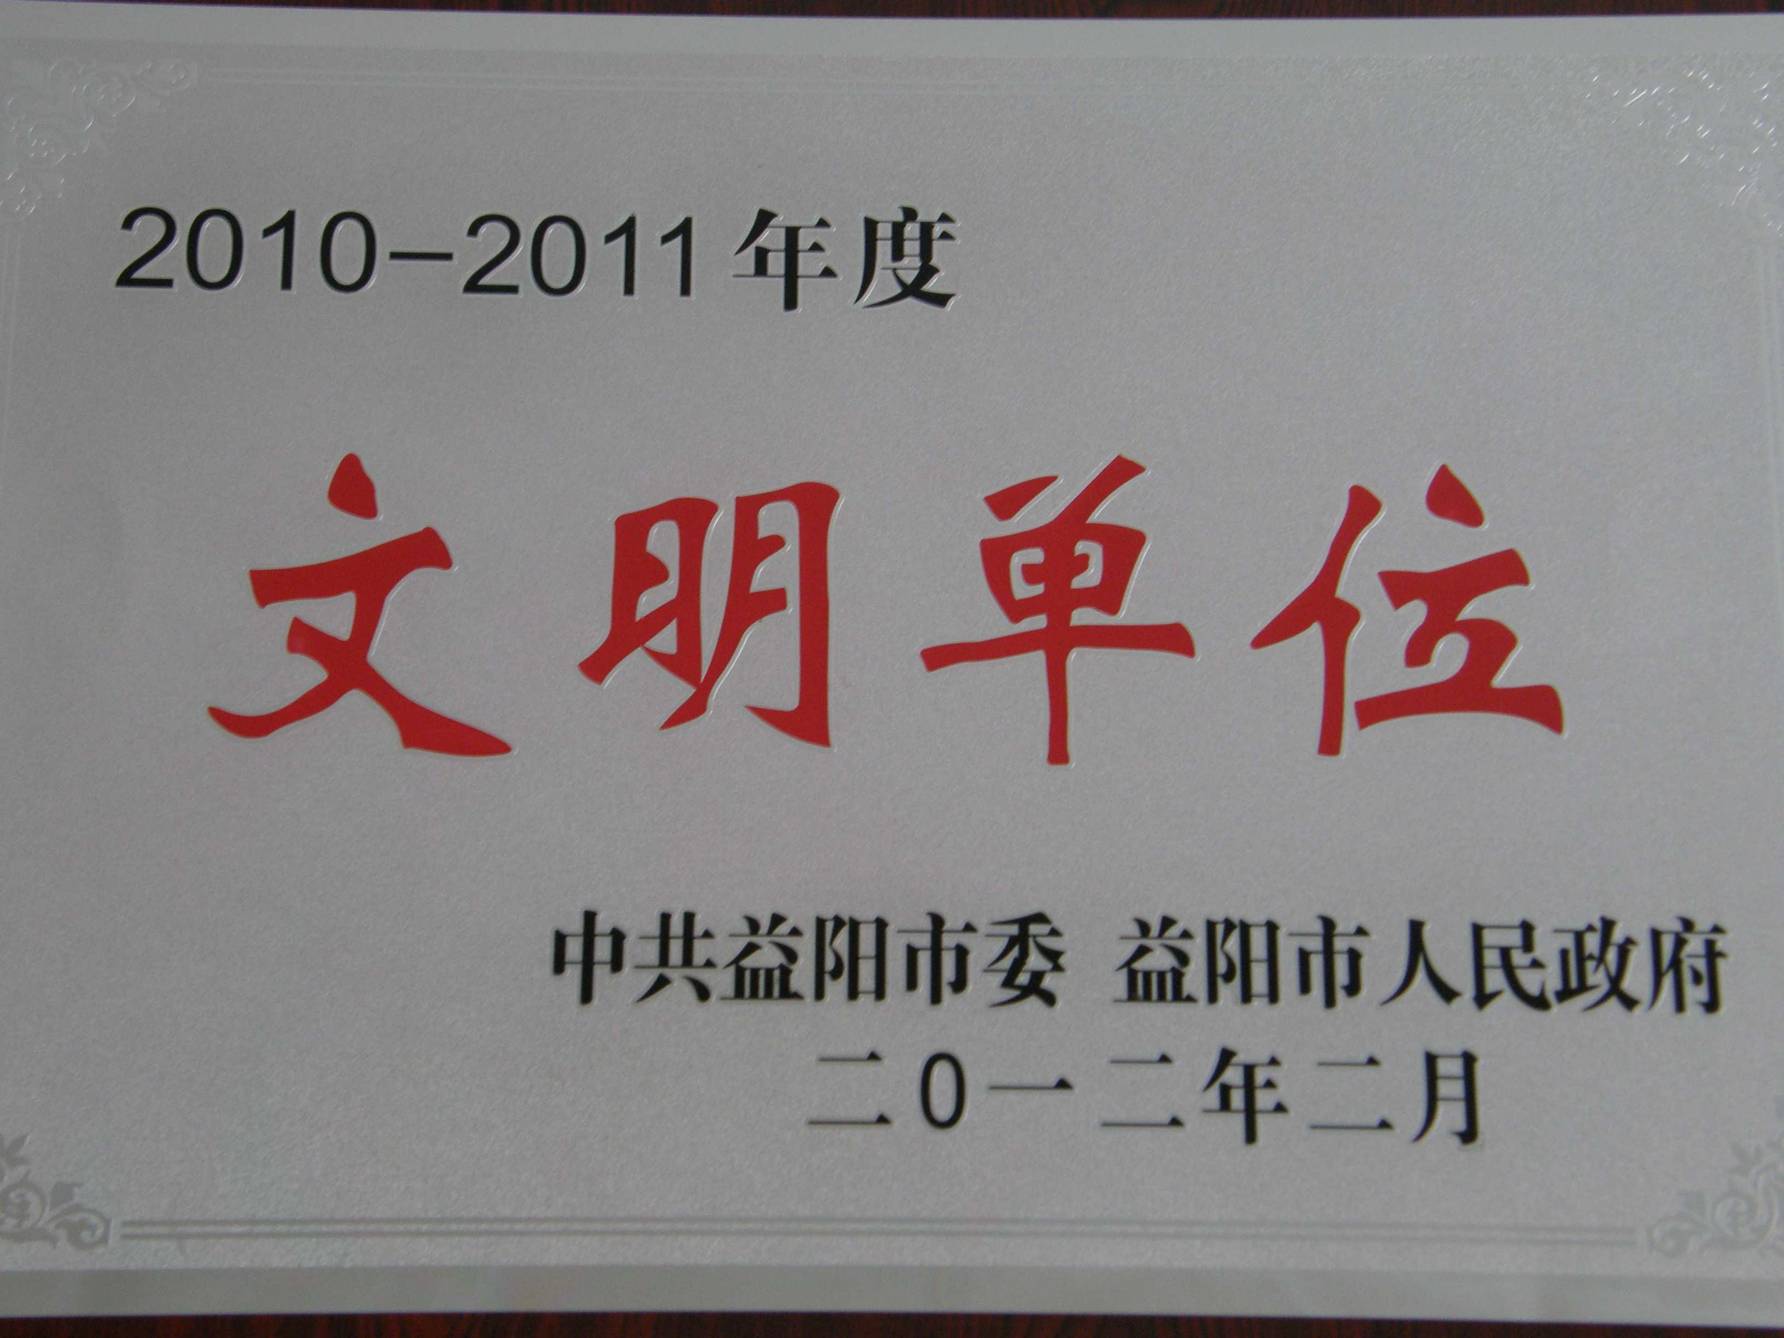 2010-2011年度
文明单位
中共益阳市委 益阳市人民政府
二0一二年二月